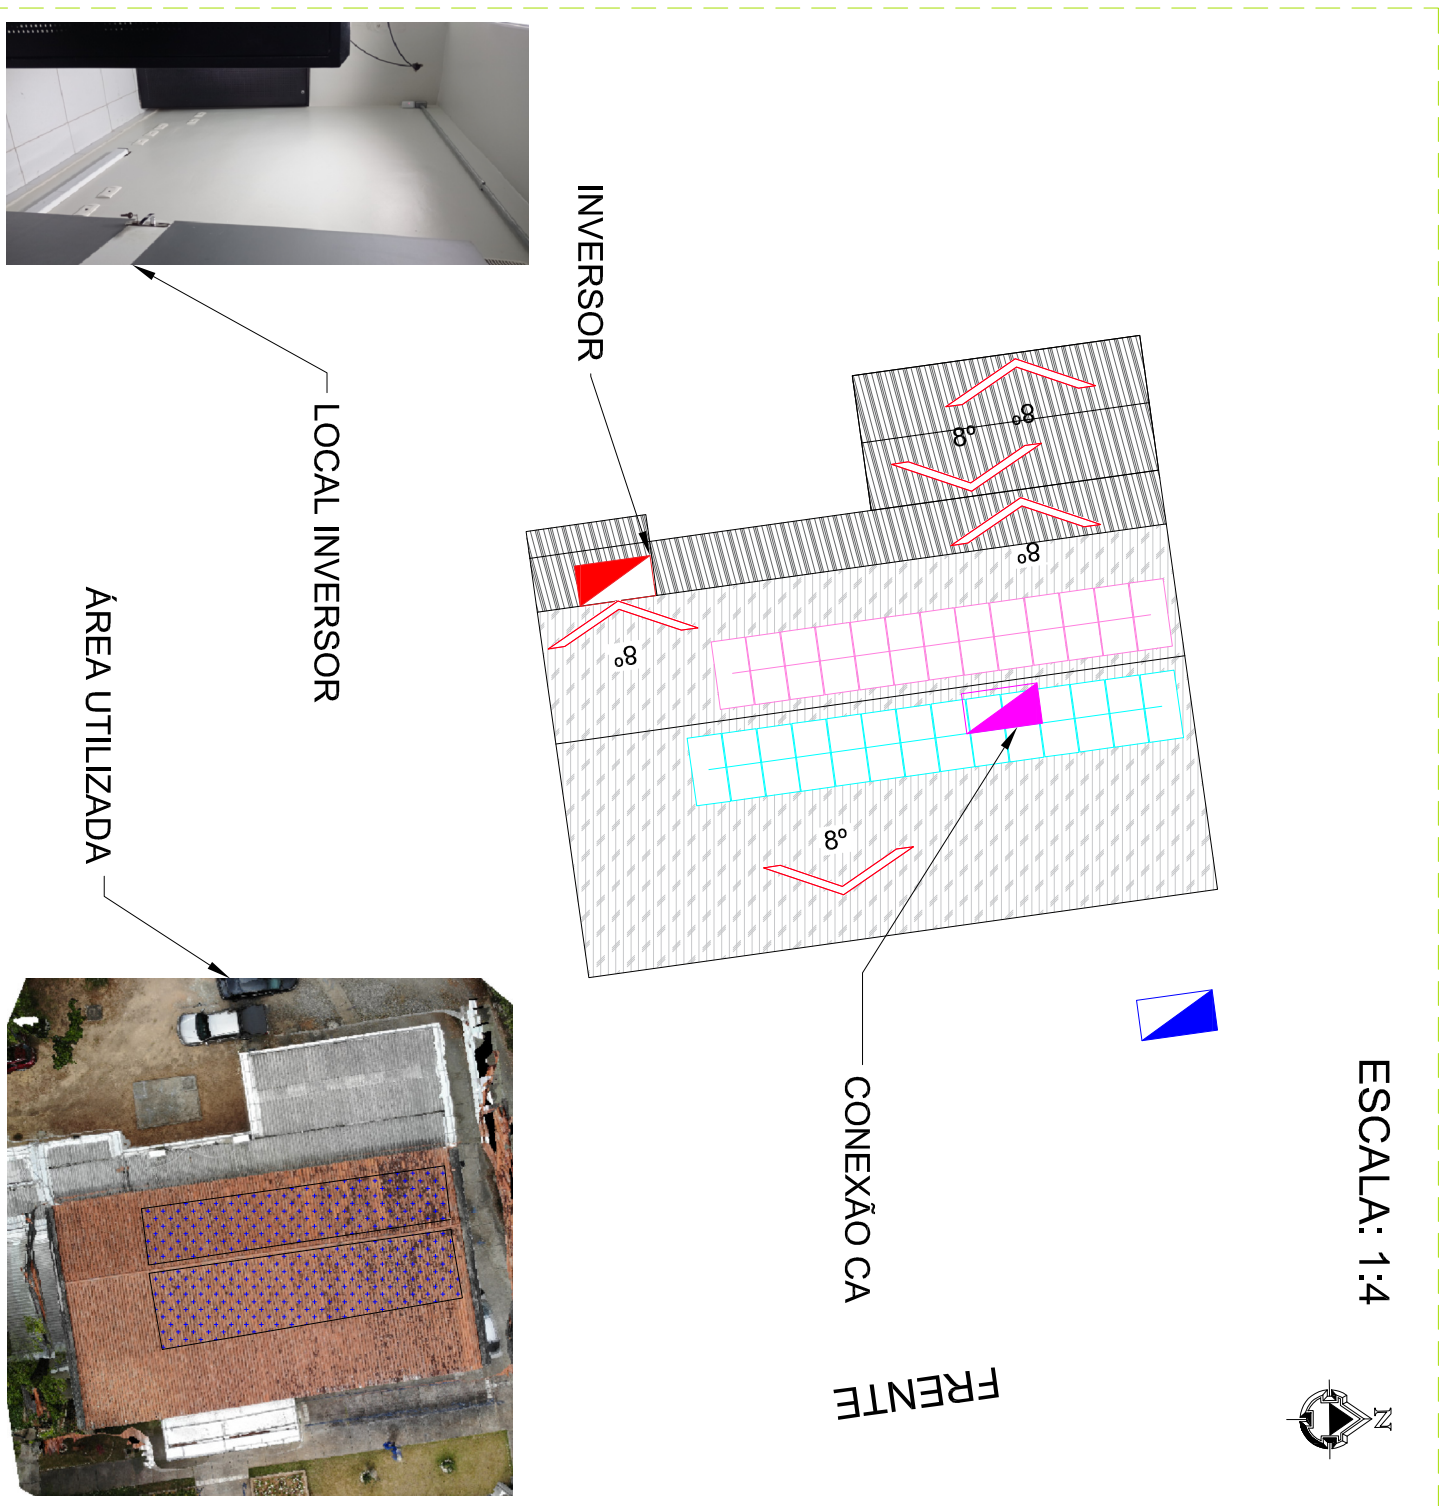 ESCALA: 1:4
N
INVERSOR
8º
8º
8º
8º
8º
LOCAL INVERSOR
ÁREA UTILIZADA
CONEXÃO CA
FRENTE